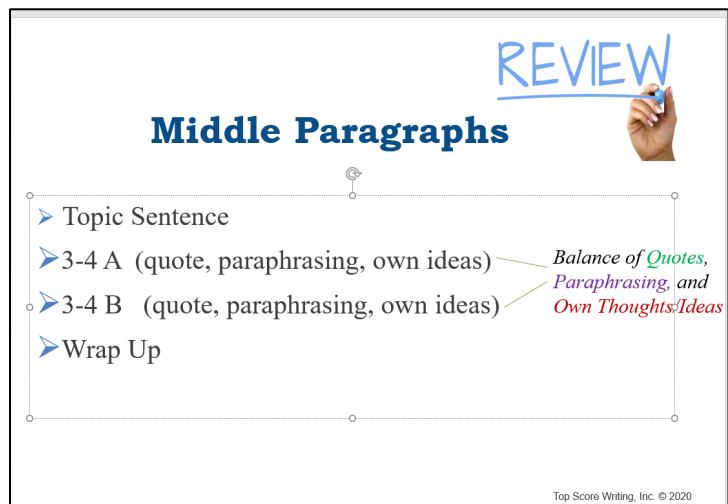 REVIEW
Middle Paragraphs
Topic Sentence
3-4 A (quote, paraphrasing, own ideas)
3-4 B (quote, paraphrasing, own ideas)
Wrap Up
Balance of Quotes,
Paraphrasing, and
Own Thoughts/Ideas
Top Score Writing, Inc. © 2020